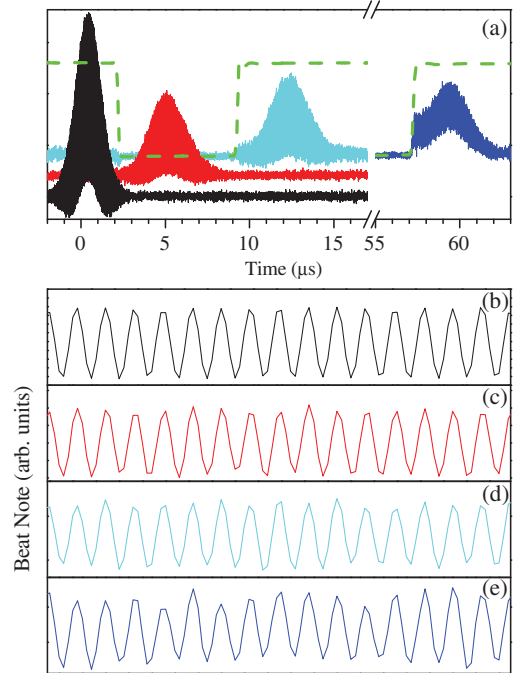 (a)
0 5 10 15 55 60
Time (μs)
(b)
(c)
(d)
(e)
Beat Note (arb. units)